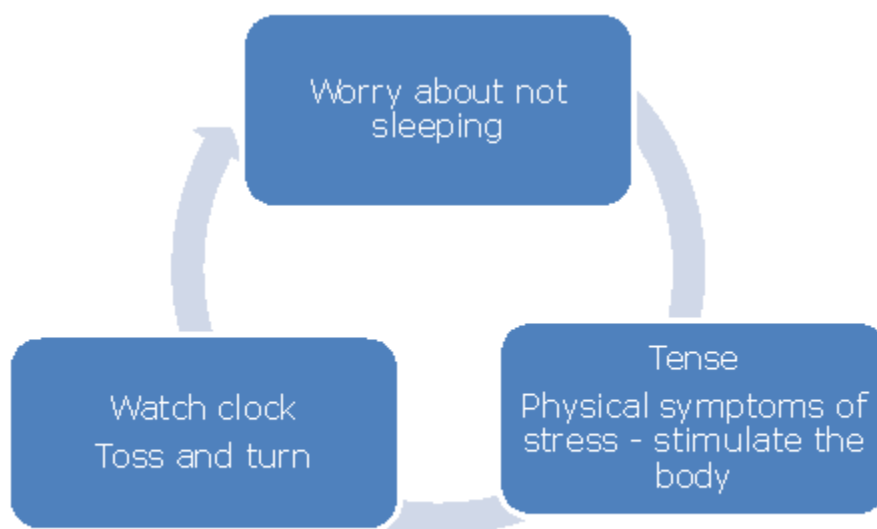 Worry about not
sleeping
Tense
Physical symptoms of
stress - stimulate the
body
Watch clock
Toss and turn